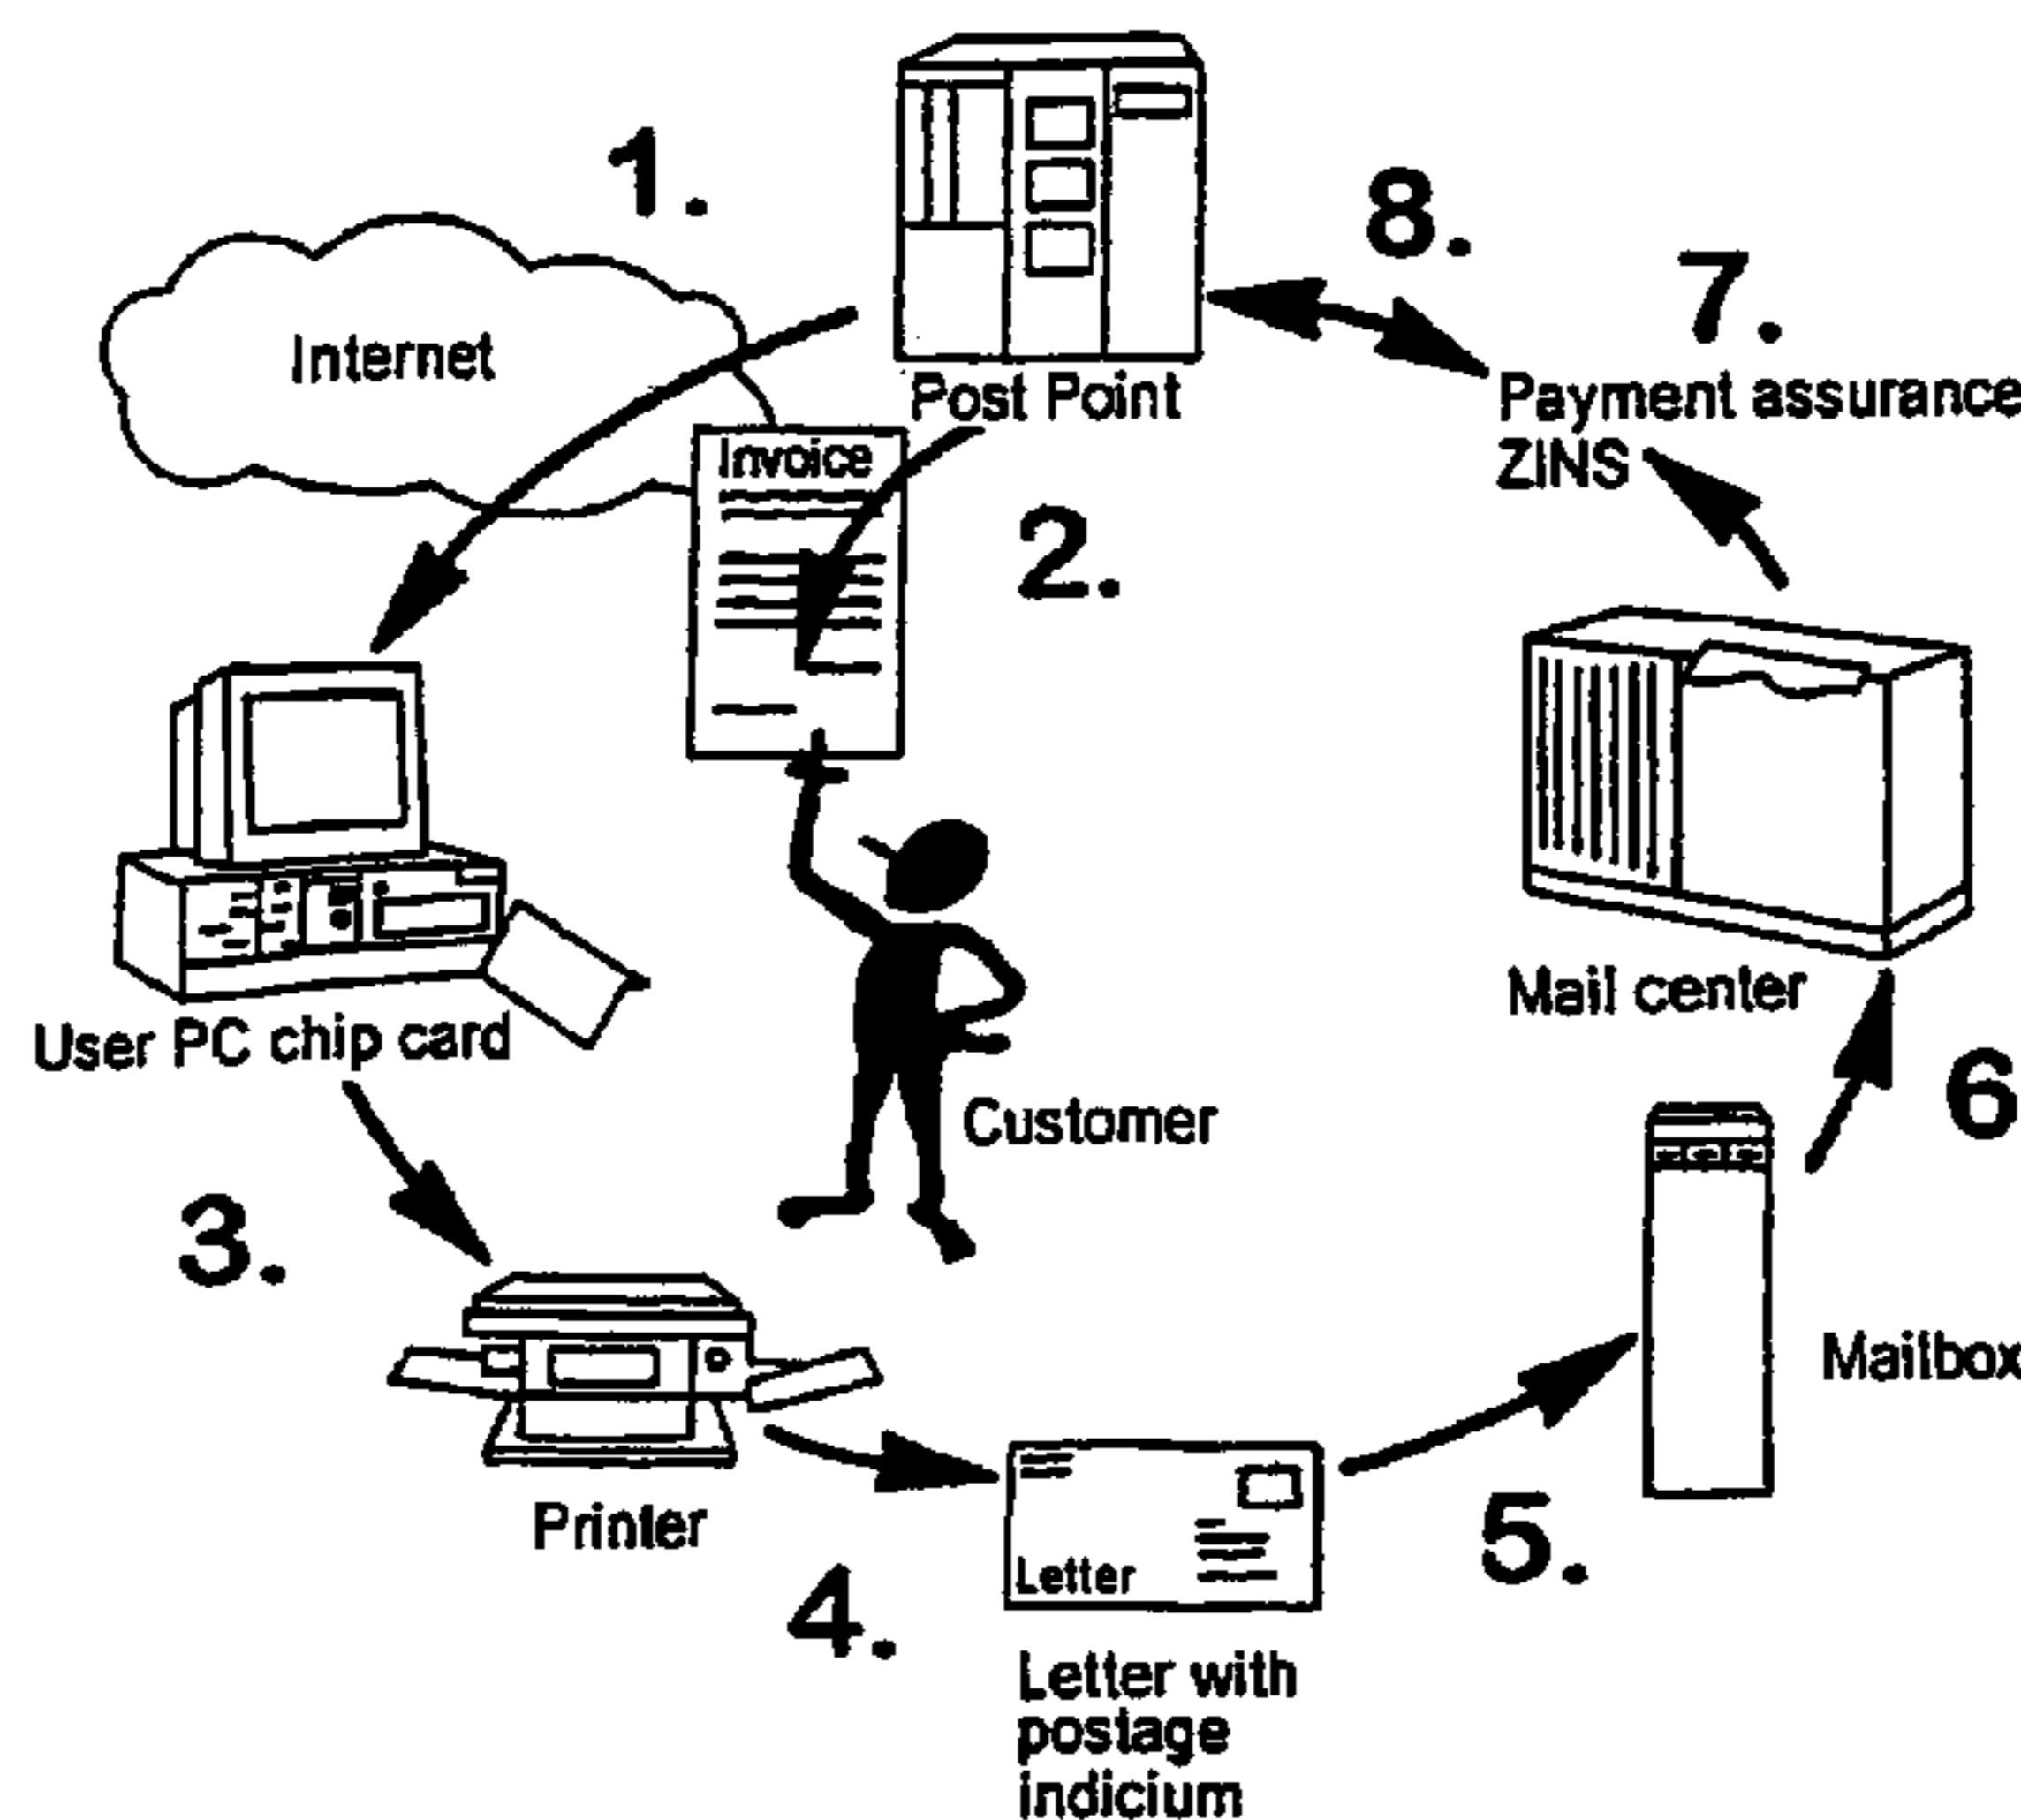 1.
8.
7.
Internet
Post Point
Payment assurance
ZINS
Invoice
2.
User PC chip card
Mail center
Customer
6
3.
Mailbox
Printer
Letter
5.
4.
Letter with
postage
indicium